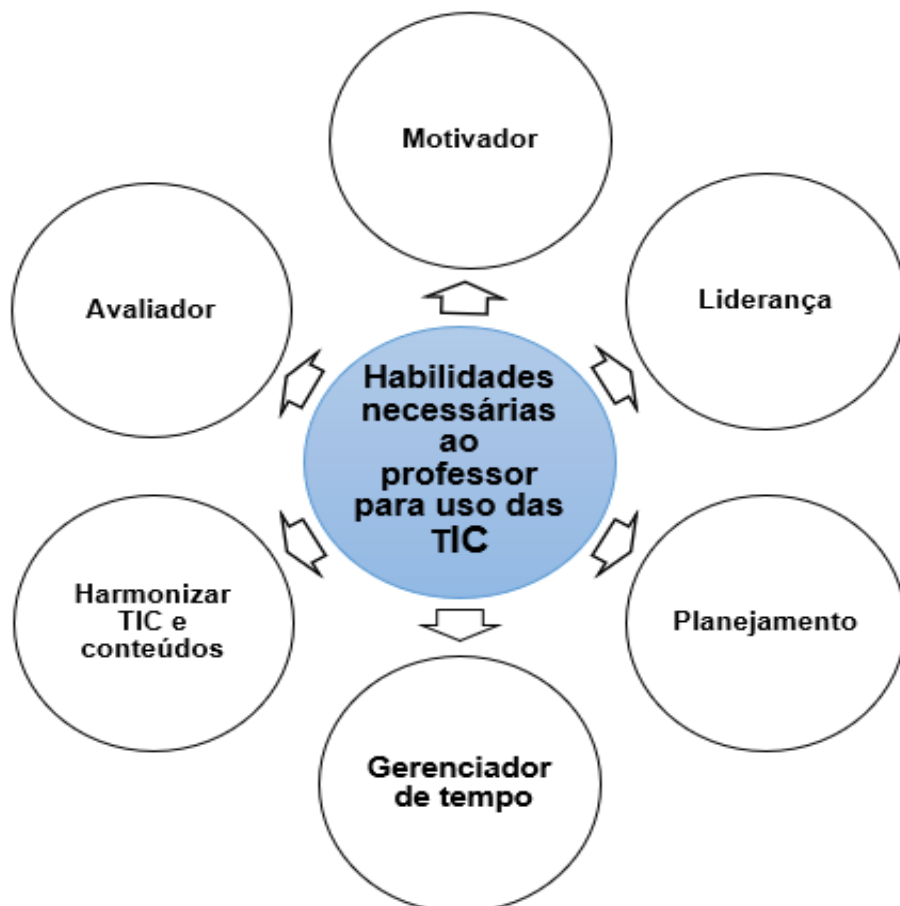 Motivador
Liderança
Avaliador
Habilidades
necessárias
ao
professor
para uso das
TIC
Harmonizar
TIC e
conteúdos
Planejamento
Gerenciador
de tempo